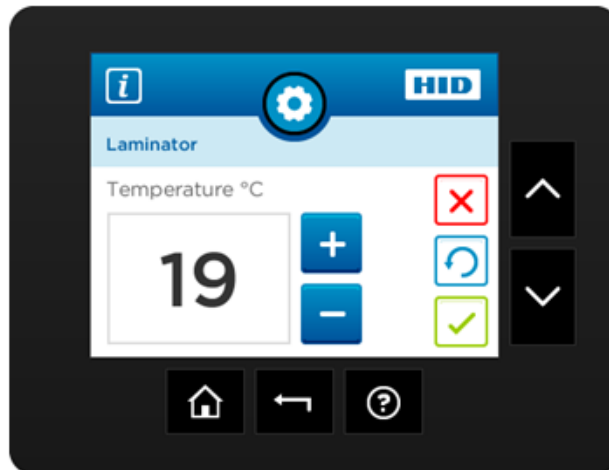 i
HID
Laminator
Temperature °C
19
+
−
?